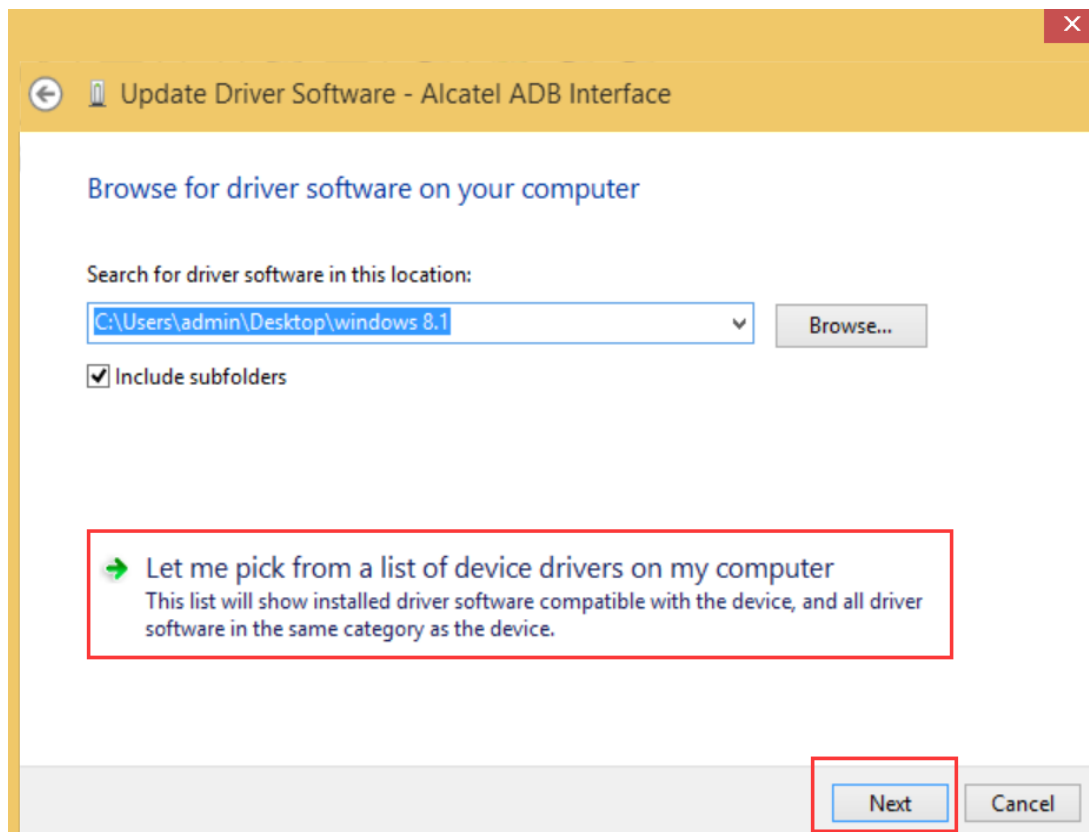 Update Driver Software - Alcatel ADB Interface
Browse for driver software on your computer
Search for driver software in this location:
C:\Users\admin\Desktop\windows 8.1
Browse...
Include subfolders
Let me pick from a list of device drivers on my computer
This list will show installed driver software compatible with the device, and all driver
software in the same category as the device.
Next
Cancel